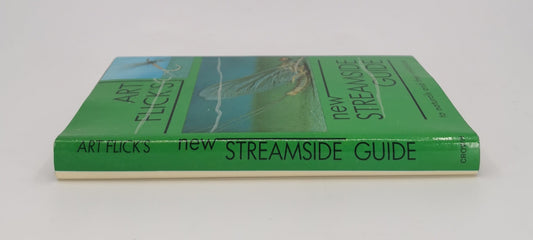 ART
FLICK'S
new
STREAMSIDE
GUIDE
ART FLICK'S new STREAMSIDE GUIDE